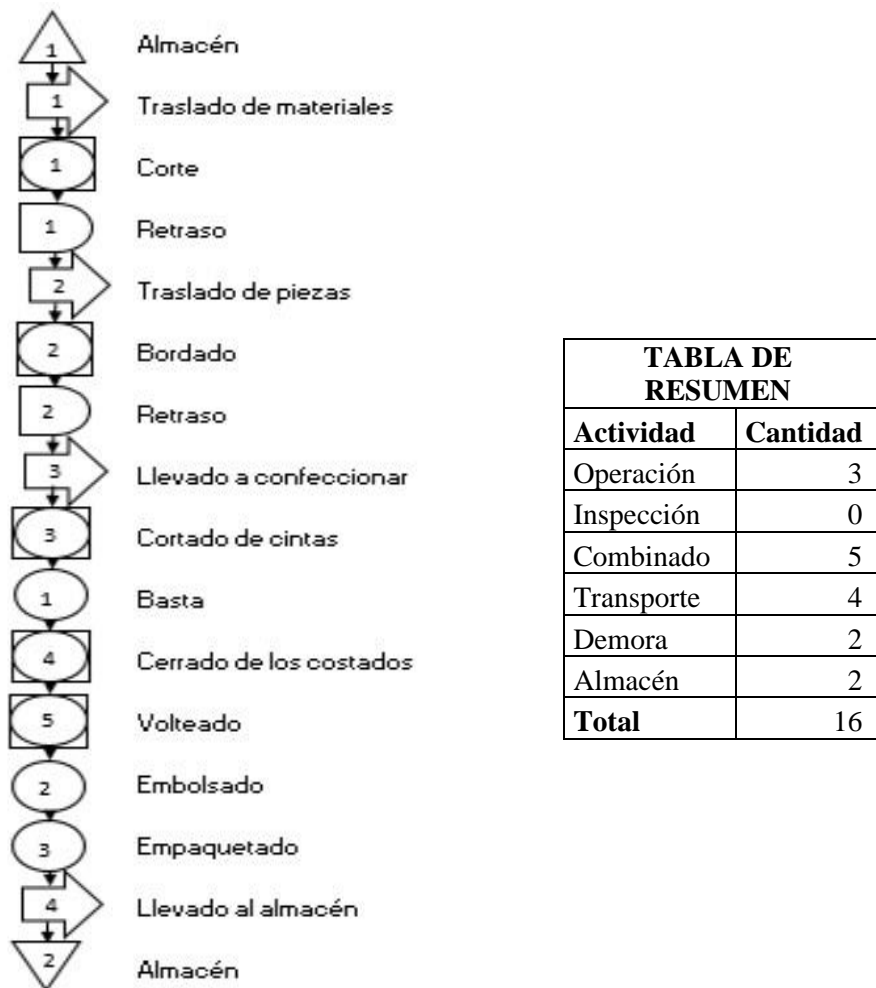 1 Almacén
1 Traslado de materiales
1 Corte
1 Retraso
2 Traslado de piezas
2 Bordado
2 Retraso
3 Llevado a confeccionar
3 Cortado de cintas
1 Basta
4 Cerrado de los costados
5 Volteado
2 Embolsado
3 Empaquetado
4 Llevado al almacén
2 Almacén
TABLA DE
RESUMEN
Actividad Cantidad
Operación 3
Inspección 0
Combinado 5
Transporte 4
Demora 2
Almacén 2
Total 16